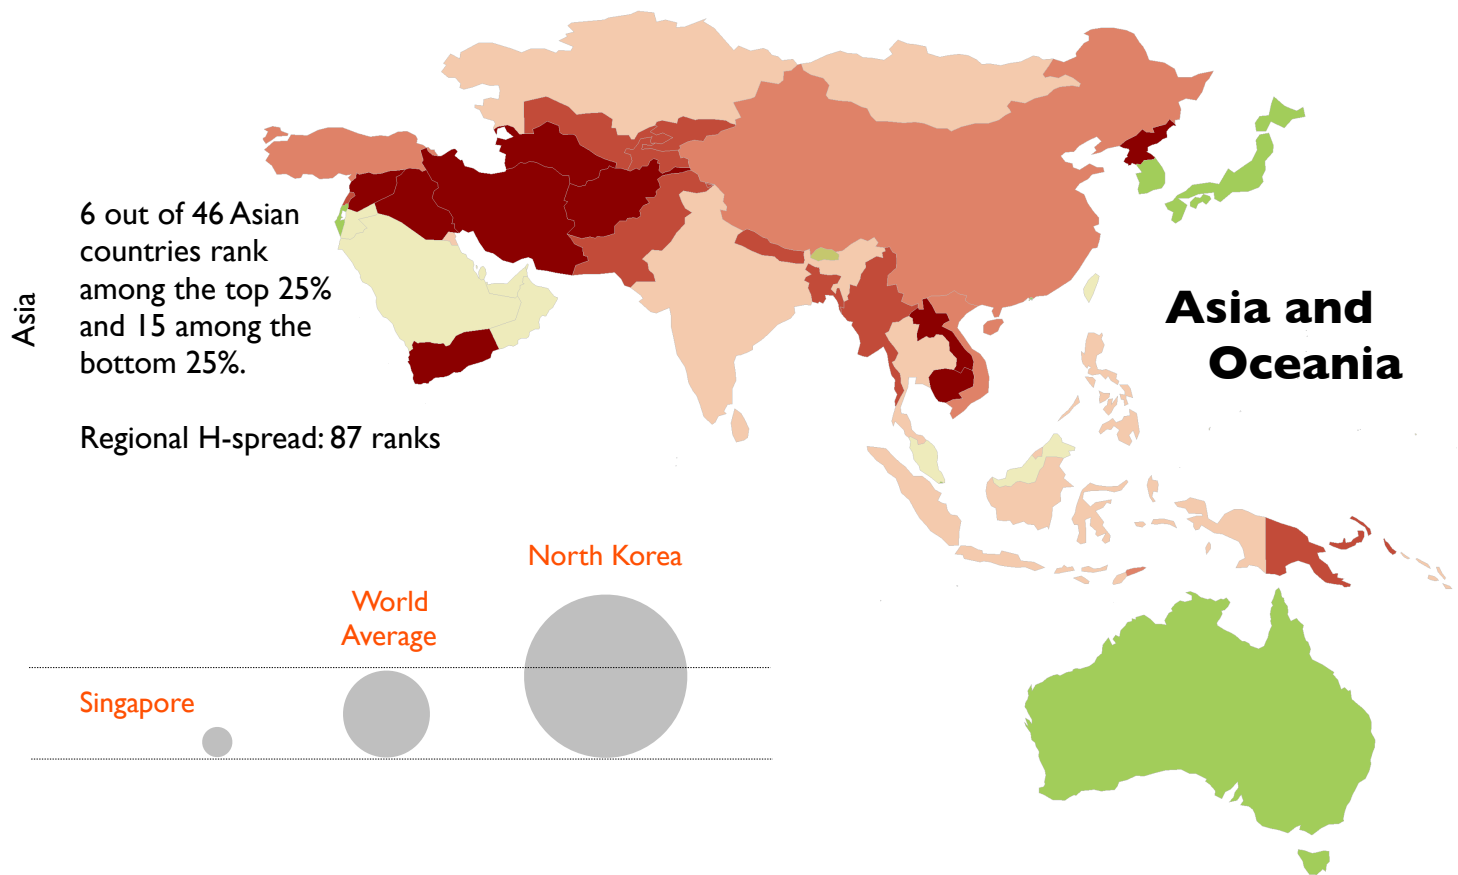 Asia
6 out of 46 Asian
countries rank
among the top 25%
and 15 among the
bottom 25%.
Regional H-spread: 87 ranks
Asia and
Oceania
North Korea
World
Average
Singapore